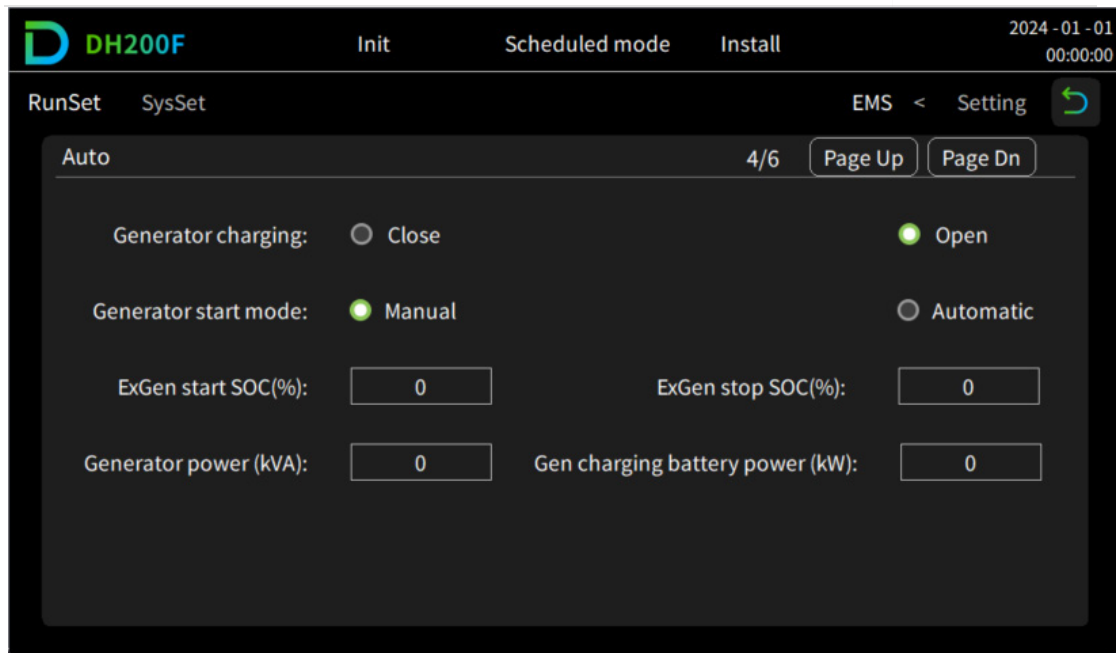 DH200F Init Scheduled mode Install 2024 - 01 - 01
00:00:00
RunSet SysSet EMS < Setting
Auto 4/6 Page Up Page Dn
Generator charging: Close Open
Generator start mode: Manual Automatic
ExGen start SOC(%): 0 ExGen stop SOC(%): 0
Generator power (kVA): 0 Gen charging battery power (kW): 0